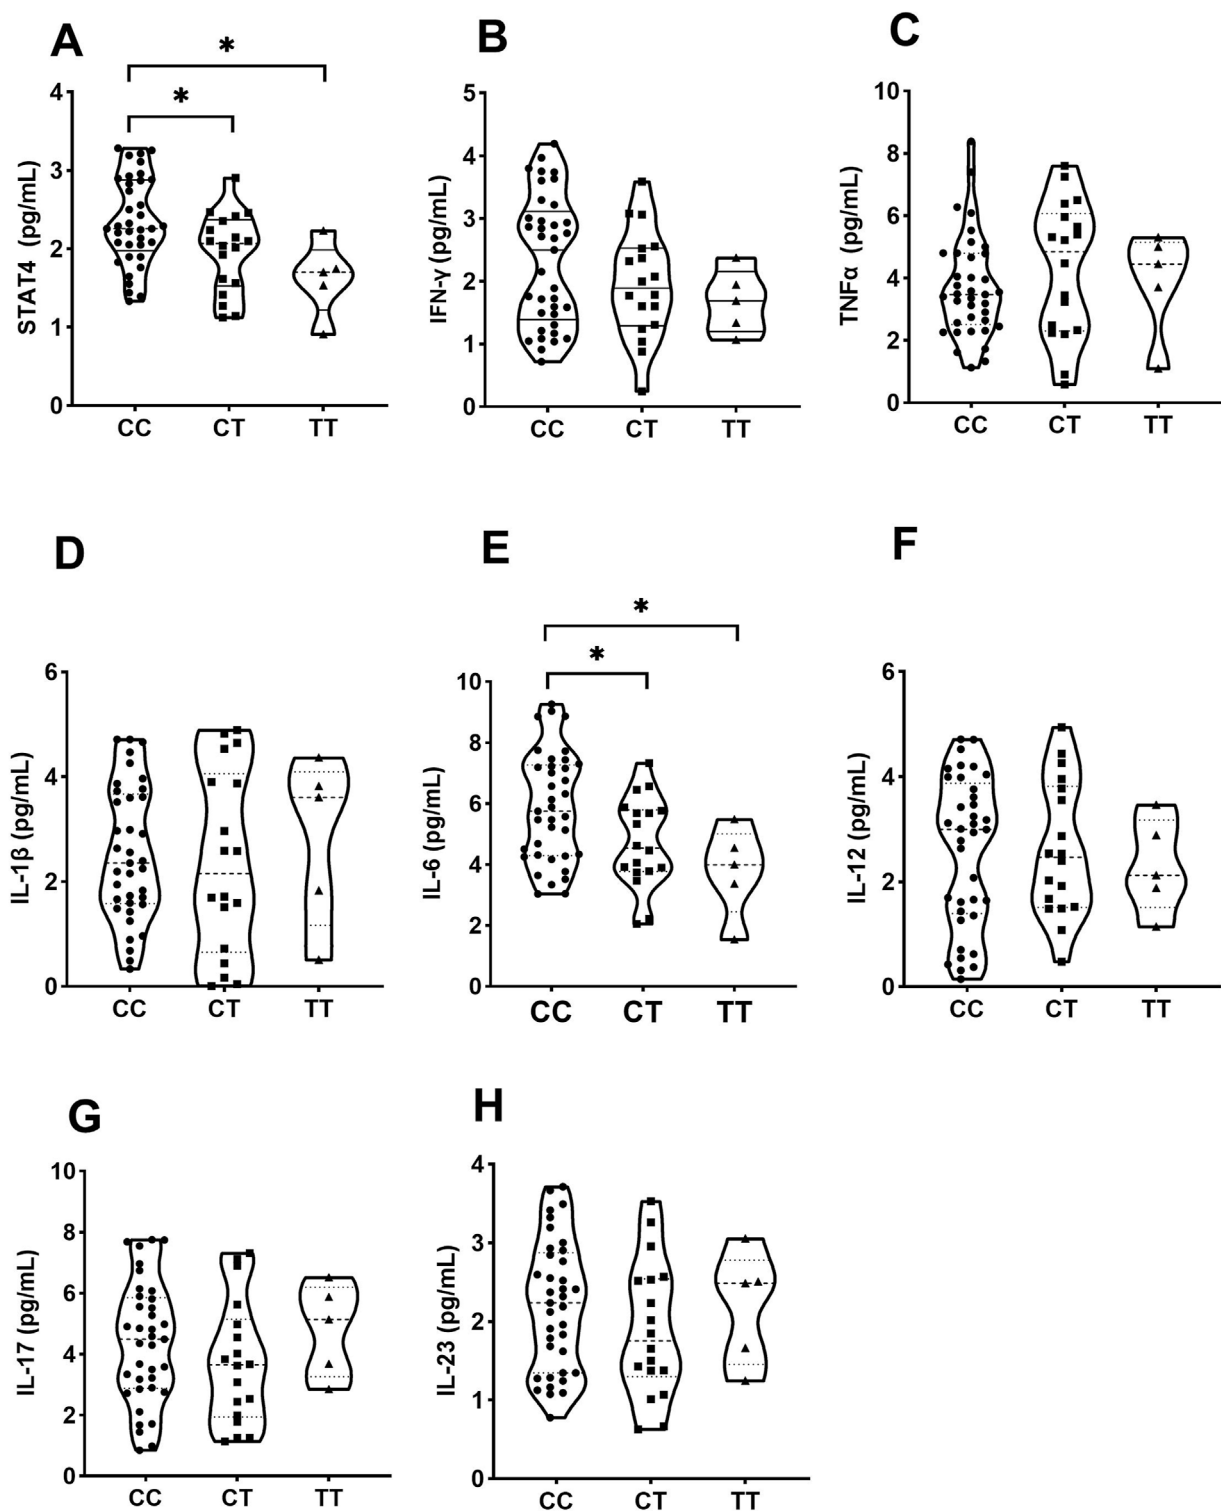 A
*
*
STAT4 (pg/mL)
4
3
2
1
0
CC CT TT
B
IFN-γ (pg/mL)
5
4
3
2
1
0
CC CT TT
C
TNFα (pg/mL)
10
8
6
4
2
0
CC CT TT
D
IL-1β (pg/mL)
6
4
2
0
CC CT TT
E
*
*
IL-6 (pg/mL)
10
8
6
4
2
0
CC CT TT
F
IL-12 (pg/mL)
6
4
2
0
CC CT TT
G
IL-17 (pg/mL)
10
8
6
4
2
0
CC CT TT
H
IL-23 (pg/mL)
4
3
2
1
0
CC CT TT